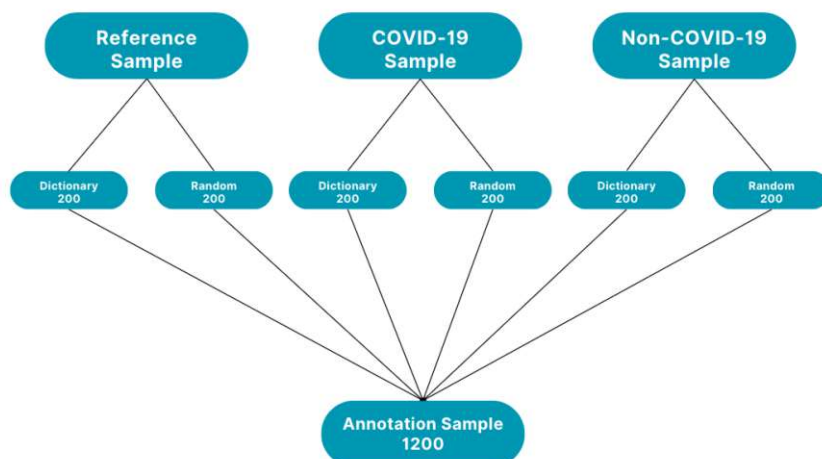 Reference
Sample
COVID-19
Sample
Non-COVID-19
Sample
Dictionary
200
Random
200
Dictionary
200
Random
200
Dictionary
200
Random
200
Annotation Sample
1200